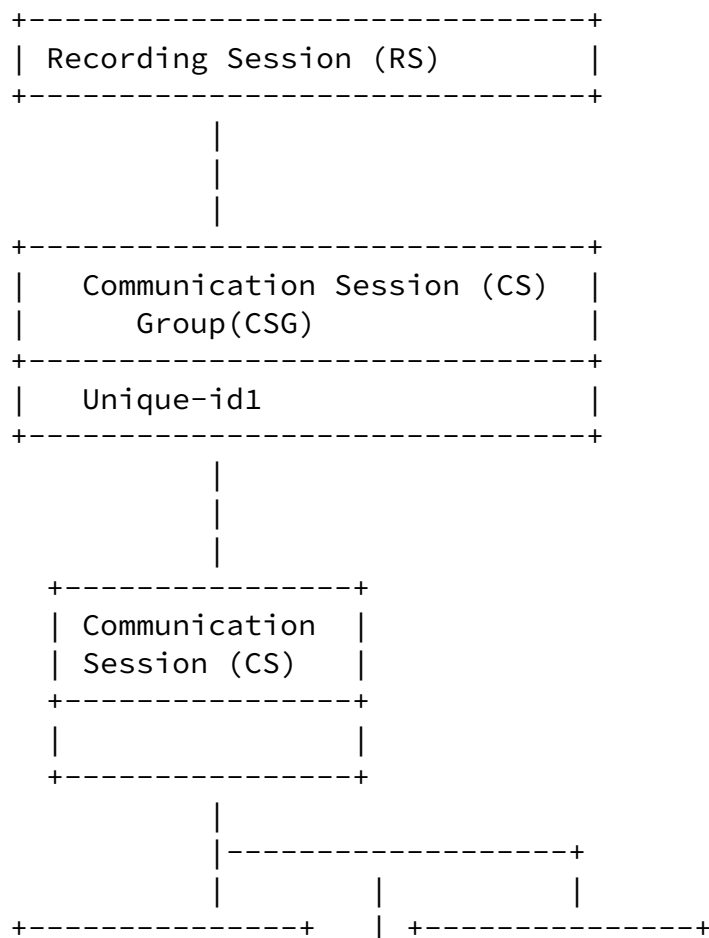 Recording Session (RS)
Communication Session (CS)
Group(CSG)
Unique-id1
Communication
Session (CS)